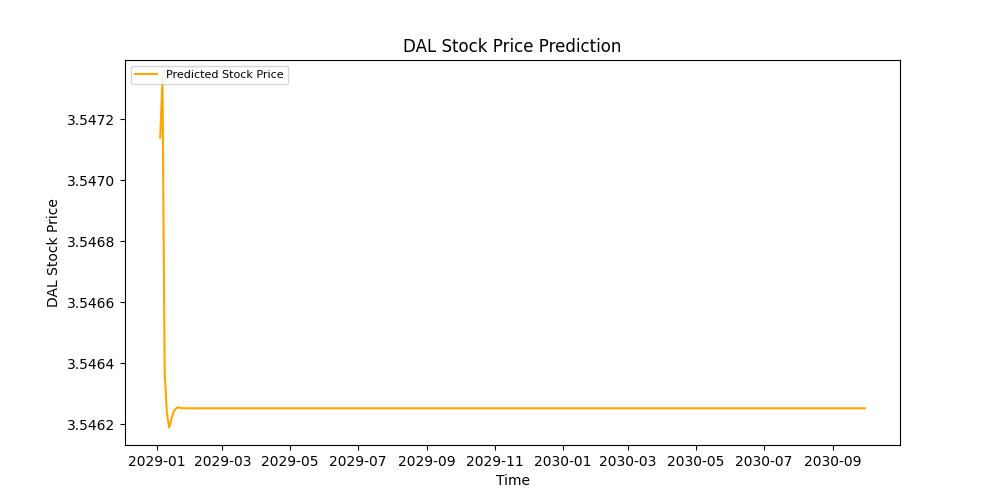 DAL Stock Price Prediction
Predicted Stock Price
DAL Stock Price
3.5472
3.5470
3.5468
3.5466
3.5464
3.5462
2029-01 2029-03 2029-05 2029-07 2029-09 2029-11 2030-01 2030-03 2030-05 2030-07 2030-09
Time